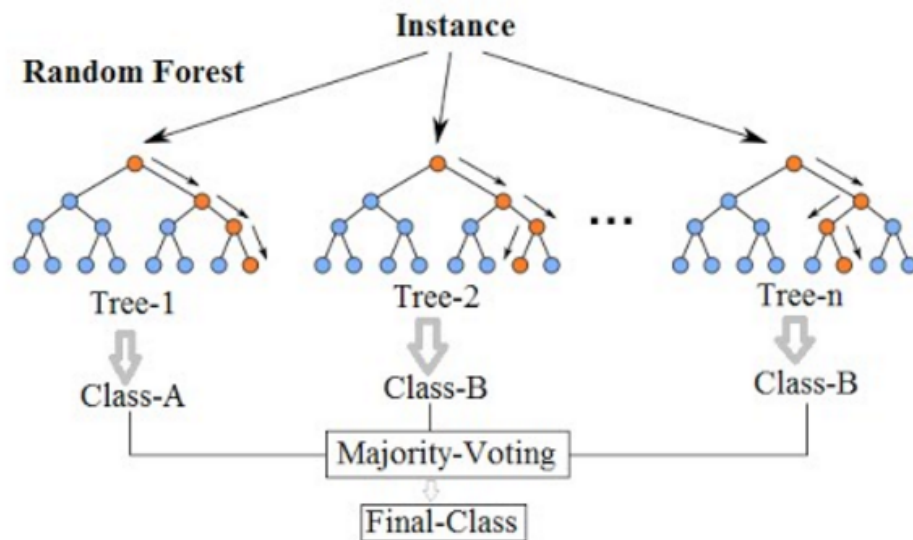 Instance
Random Forest
...
Tree-1
Tree-2
Tree-n
Class-A
Class-B
Class-B
Majority-Voting
Final-Class